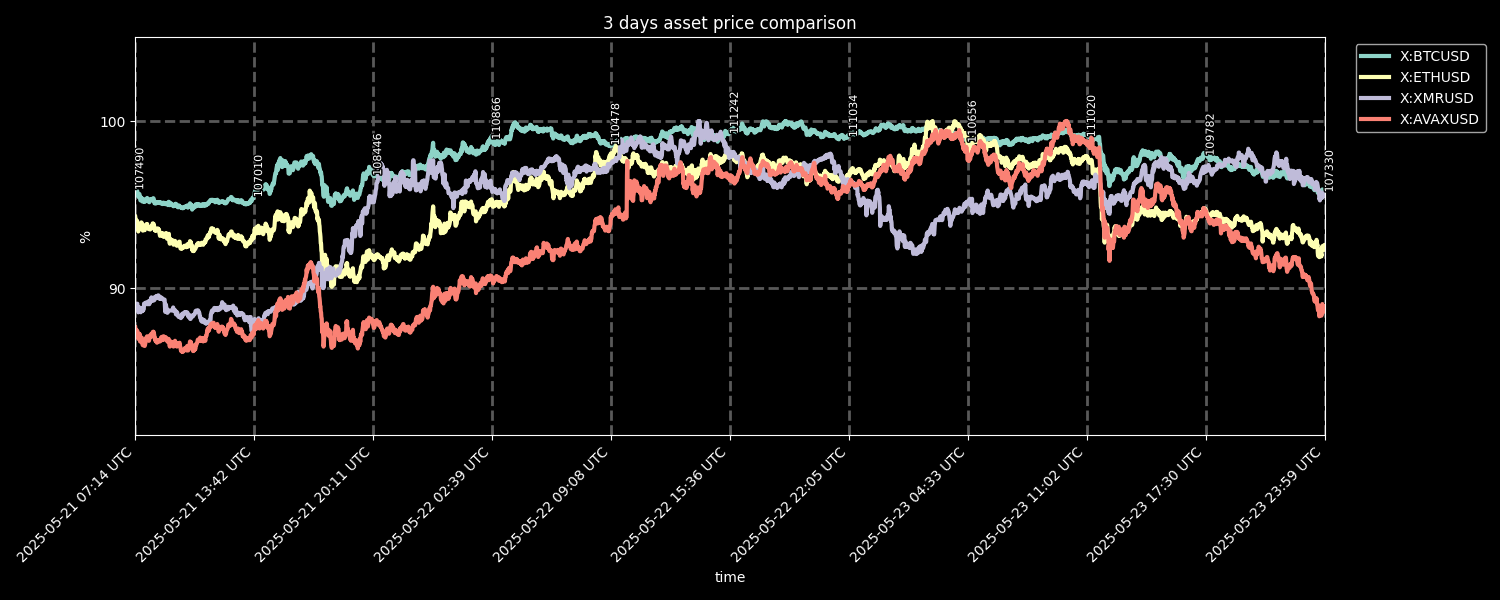 3 days asset price comparison
X:BTCUSD
X:ETHUSD
X:XMRUSD
X:AVAXUSD
%
100
90
107490
107010
108446
110866
110478
111242
111034
110656
111020
109782
107330
2025-05-21 07:14 UTC
2025-05-21 13:42 UTC
2025-05-21 20:11 UTC
2025-05-22 02:39 UTC
2025-05-22 09:08 UTC
2025-05-22 15:36 UTC
2025-05-22 22:05 UTC
2025-05-23 04:33 UTC
2025-05-23 11:02 UTC
2025-05-23 17:30 UTC
2025-05-23 23:59 UTC
time